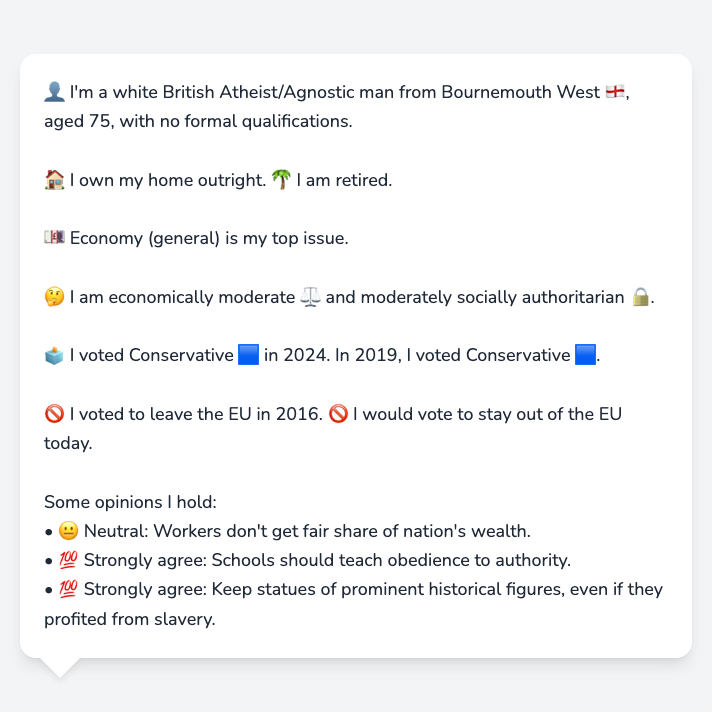 👤 I'm a white British Atheist/Agnostic man from Bournemouth West 🏴󠁧󠁢󠁥󠁮󠁧󠁿,
aged 75, with no formal qualifications.
🏠 I own my home outright. 🌴 I am retired.
💷 Economy (general) is my top issue.
🤔 I am economically moderate ⚖️ and moderately socially authoritarian 🔒.
🗳️ I voted Conservative 🟦 in 2024. In 2019, I voted Conservative 🟦.
🚫 I voted to leave the EU in 2016. 🚫 I would vote to stay out of the EU
today.
Some opinions I hold:
• 😐 Neutral: Workers don't get fair share of nation's wealth.
• 💯 Strongly agree: Schools should teach obedience to authority.
• 💯 Strongly agree: Keep statues of prominent historical figures, even if they
profited from slavery.